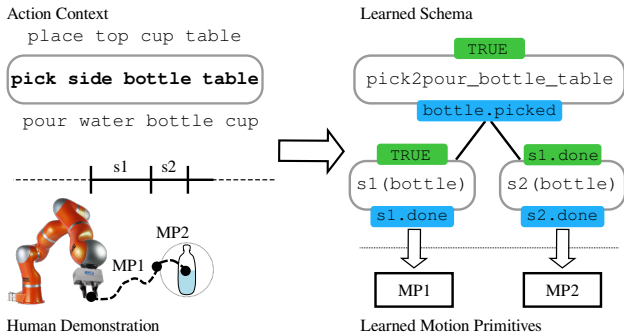 Action Context
place top cup table
pick side bottle table
pour water bottle cup
s1 s2
MP1
MP2
Human Demonstration
Learned Schema
TRUE
pick2pour_bottle_table
bottle.picked
TRUE
s1.done
s1(bottle)
s2(bottle)
s1.done
s2.done
MP1
MP2
Learned Motion Primitives